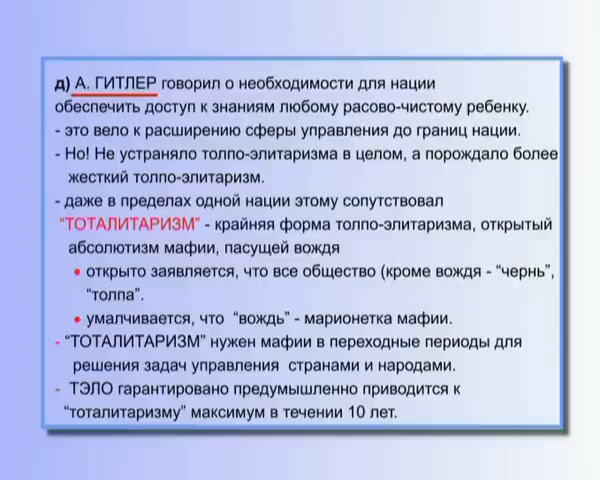 д) А. ГИТЛЕР говорил о необходимости для нации
обеспечить доступ к знаниям любому расово-чистому ребенку.
- это вело к расширению сферы управления до границ нации.
- Но! Не устраняло толпо-элитаризма в целом, а порождало более
жесткий толпо-элитаризм.
- даже в пределах одной нации этому сопутствовал
“ТОТАЛИТАРИЗМ” - крайняя форма толпо-элитаризма, открытый
абсолютизм мафии, пасущей вождя
• открыто заявляется, что все общество (кроме вождя - “чернь”,
“толпа”.
• умалчивается, что “вождь” - марионетка мафии.
- “ТОТАЛИТАРИЗМ” нужен мафии в переходные периоды для
решения задач управления странами и народами.
- ТЭЛО гарантировано предумышленно приводится к
“тоталитаризму” максимум в течении 10 лет.